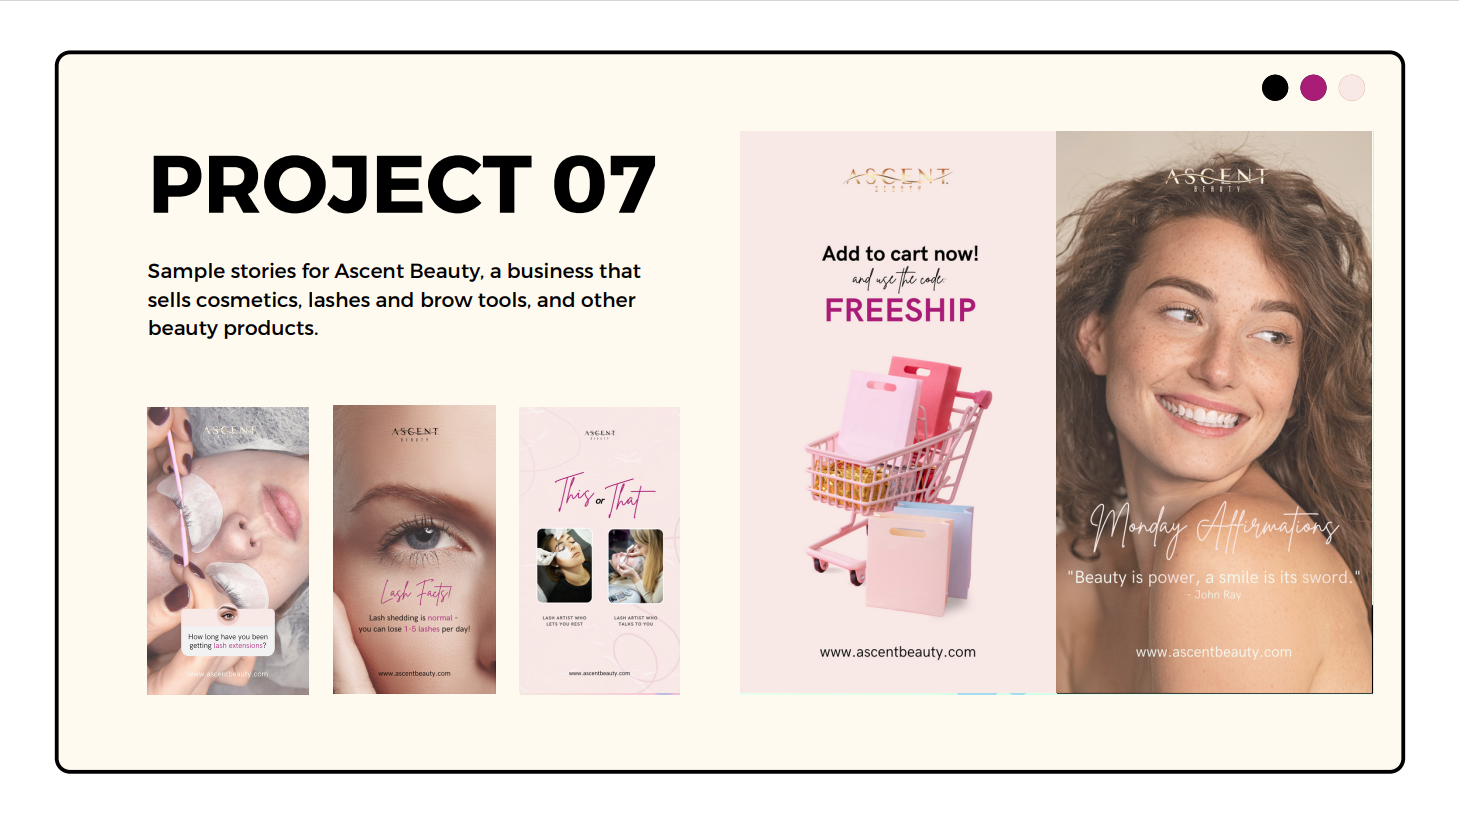 PROJECT 07
Sample stories for Ascent Beauty, a business that
sells cosmetics, lashes and brow tools, and other
beauty products.
ASCENT
How long have you been
getting lash extensions?
www.ascentbeauty.com
ASCENT
BEAUTY
Lash Facts!
Lash shedding is normal -
you can lose 1-5 lashes per day!
www.ascentbeauty.com
ASCENT
BEAUTY
This or That
LASH ARTIST WHO
LETS YOU REST
LASH ARTIST WHO
TALKS TO YOU
www.ascentbeauty.com
ASCENT
BEAUTY
Add to cart now!
and use the code:
FREESHIP
www.ascentbeauty.com
ASCENT
BEAUTY
Monday Affirmations
"Beauty is power, a smile is its sword."
- John Ray
www.ascentbeauty.com